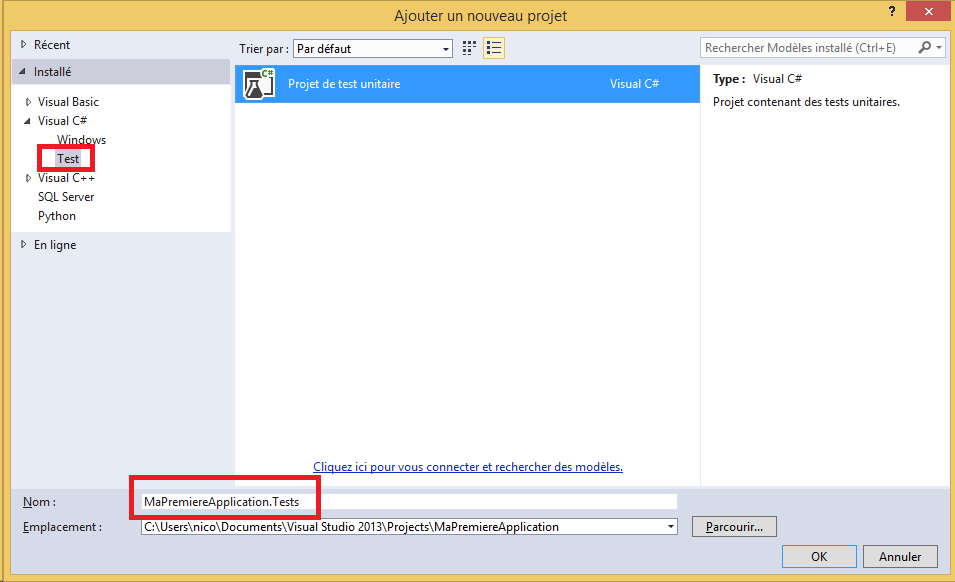 Ajouter un nouveau projet
?
Récent
Trier par :
Par défaut
Rechercher Modèles installé (Ctrl+E)
Installé
C#
Projet de test unitaire
Visual C#
Type : Visual C#
Projet contenant des tests unitaires.
Visual Basic
Visual C#
Windows
Test
Visual C++
SQL Server
Python
En ligne
Cliquez ici pour vous connecter et rechercher des modèles.
Nom :
MaPremiereApplication.Tests
Emplacement :
C:\Users\nico\Documents\Visual Studio 2013\Projects\MaPremiereApplication
Parcourir...
OK
Annuler